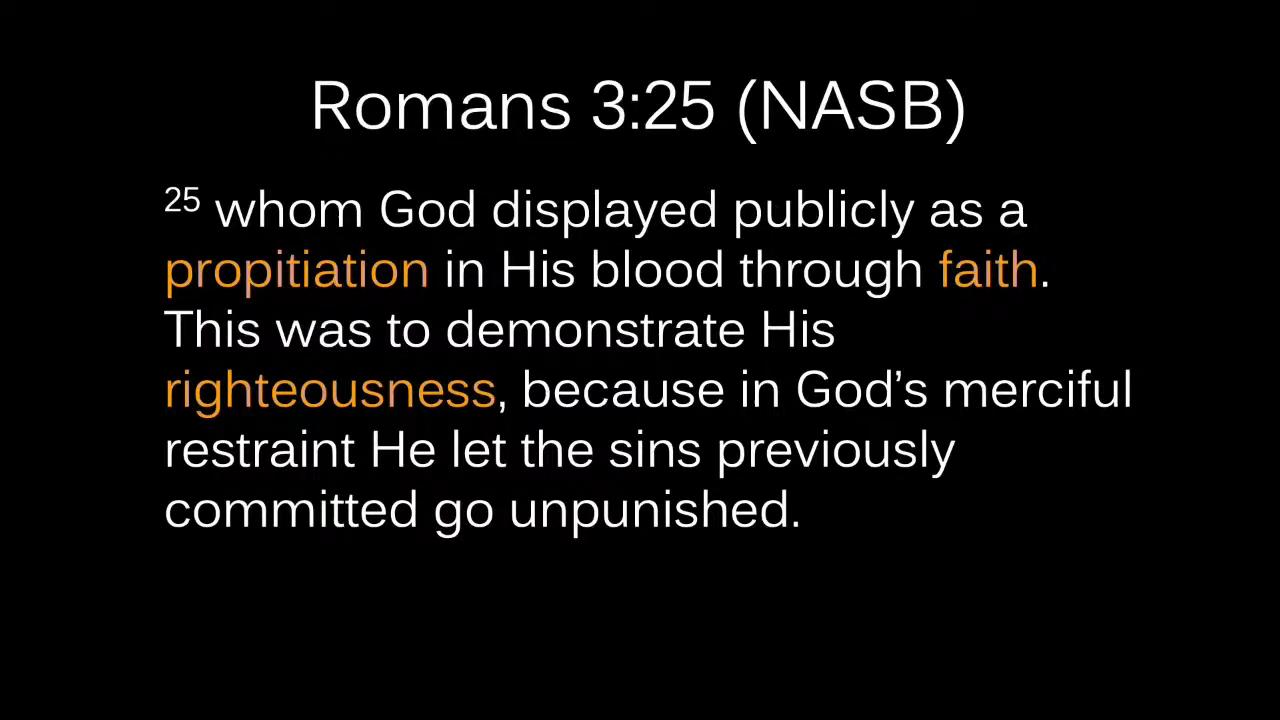 Romans 3:25 (NASB)
25 whom God displayed publicly as a
propitiation in His blood through faith.
This was to demonstrate His
righteousness, because in God’s merciful
restraint He let the sins previously
committed go unpunished.